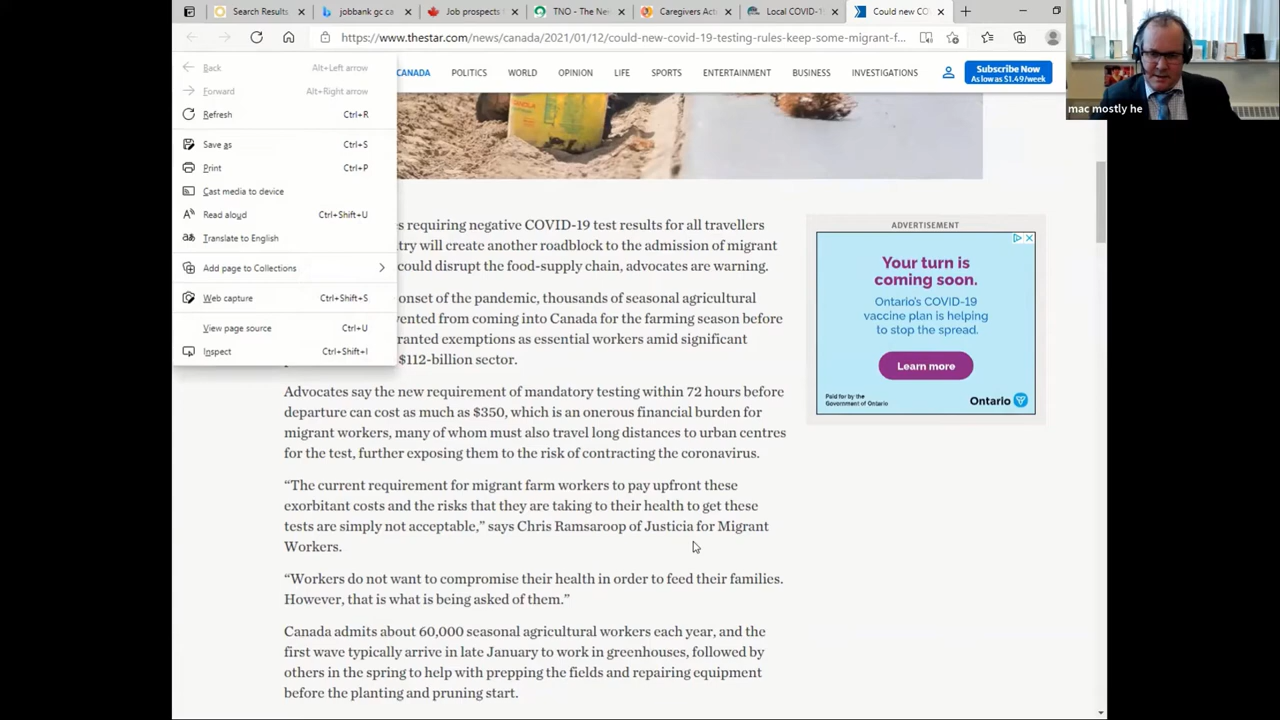 Search Results
jobbank gc ca
Job prospects
TNO - The Ne
Caregivers Act
Local COVID-1
Could new CO
https://www.thestar.com/news/canada/2021/01/12/could-new-covid-19-testing-rules-keep-some-migrant-f...
CANADA
POLITICS
WORLD
OPINION
LIFE
SPORTS
ENTERTAINMENT
BUSINESS
INVESTIGATIONS
Subscribe Now
As low as $1.49/week
mac mostly he
Back Alt+Left arrow
Forward Alt+Right arrow
Refresh Ctrl+R
Save as Ctrl+S
Print Ctrl+P
Cast media to device
Read aloud Ctrl+Shift+U
Translate to English
Add page to Collections
Web capture Ctrl+Shift+S
View page source Ctrl+U
Inspect Ctrl+Shift+I
requiring negative COVID-19 test results for all travellers
will create another roadblock to the admission of migrant
could disrupt the food-supply chain, advocates are warning.
onset of the pandemic, thousands of seasonal agricultural
vented from coming into Canada for the farming season before
ranted exemptions as essential workers amid significant
$112-billion sector.
Advocates say the new requirement of mandatory testing within 72 hours before
departure can cost as much as $350, which is an onerous financial burden for
migrant workers, many of whom must also travel long distances to urban centres
for the test, further exposing them to the risk of contracting the coronavirus.
“The current requirement for migrant farm workers to pay upfront these
exorbitant costs and the risks that they are taking to their health to get these
tests are simply not acceptable,” says Chris Ramsaroop of Justicia for Migrant
Workers.
“Workers do not want to compromise their health in order to feed their families.
However, that is what is being asked of them.”
Canada admits about 60,000 seasonal agricultural workers each year, and the
first wave typically arrive in late January to work in greenhouses, followed by
others in the spring to help with prepping the fields and repairing equipment
before the planting and pruning start.
ADVERTISEMENT
Your turn is
coming soon.
Ontario’s COVID-19
vaccine plan is helping
to stop the spread.
Learn more
Paid for by the
Government of Ontario
Ontario